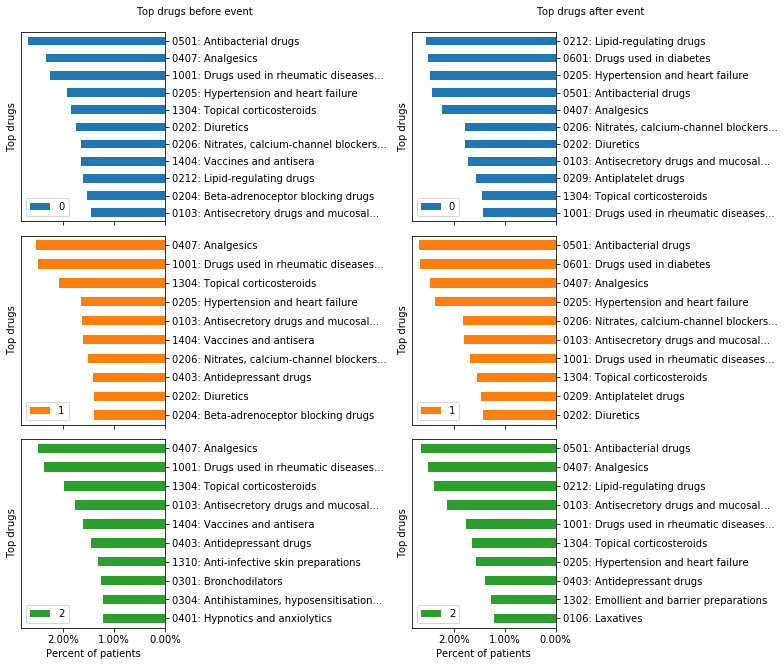 Top drugs before event
Top drugs after event
Top drugs
0501: Antibacterial drugs
0407: Analgesics
1001: Drugs used in rheumatic diseases...
0205: Hypertension and heart failure
1304: Topical corticosteroids
0202: Diuretics
0206: Nitrates, calcium-channel blockers...
1404: Vaccines and antisera
0212: Lipid-regulating drugs
0204: Beta-adrenoceptor blocking drugs
0103: Antisecretory drugs and mucosal...
0
Top drugs
0212: Lipid-regulating drugs
0601: Drugs used in diabetes
0205: Hypertension and heart failure
0501: Antibacterial drugs
0407: Analgesics
0206: Nitrates, calcium-channel blockers...
0202: Diuretics
0103: Antisecretory drugs and mucosal...
0209: Antiplatelet drugs
1304: Topical corticosteroids
1001: Drugs used in rheumatic diseases...
0
Top drugs
0407: Analgesics
1001: Drugs used in rheumatic diseases...
1304: Topical corticosteroids
0205: Hypertension and heart failure
0103: Antisecretory drugs and mucosal...
1404: Vaccines and antisera
0206: Nitrates, calcium-channel blockers...
0403: Antidepressant drugs
0202: Diuretics
0204: Beta-adrenoceptor blocking drugs
1
Top drugs
0501: Antibacterial drugs
0601: Drugs used in diabetes
0407: Analgesics
0205: Hypertension and heart failure
0206: Nitrates, calcium-channel blockers...
0103: Antisecretory drugs and mucosal...
1001: Drugs used in rheumatic diseases...
1304: Topical corticosteroids
0209: Antiplatelet drugs
0202: Diuretics
1
Top drugs
0407: Analgesics
1001: Drugs used in rheumatic diseases...
1304: Topical corticosteroids
0103: Antisecretory drugs and mucosal...
1404: Vaccines and antisera
0403: Antidepressant drugs
1310: Anti-infective skin preparations
0301: Bronchodilators
0304: Antihistamines, hyposensitisation...
0401: Hypnotics and anxiolytics
2
2.00% 1.00% 0.00%
Percent of patients
Top drugs
0501: Antibacterial drugs
0407: Analgesics
0212: Lipid-regulating drugs
0103: Antisecretory drugs and mucosal...
1001: Drugs used in rheumatic diseases...
1304: Topical corticosteroids
0205: Hypertension and heart failure
0403: Antidepressant drugs
1302: Emollient and barrier preparations
0106: Laxatives
2
2.00% 1.00% 0.00%
Percent of patients